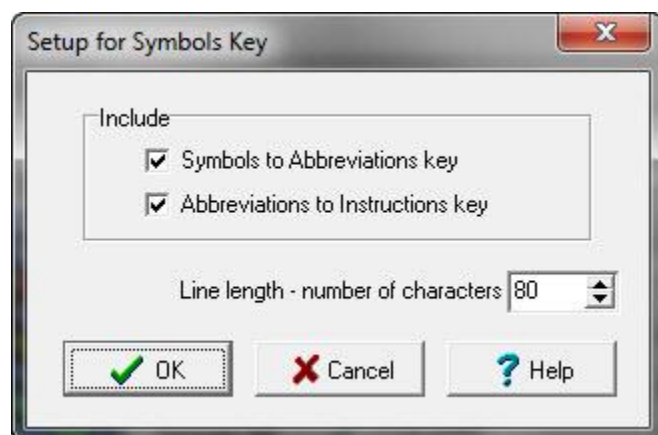 Setup for Symbols Key
Include
Symbols to Abbreviations key
Abbreviations to Instructions key
Line length - number of characters 80
OK Cancel Help